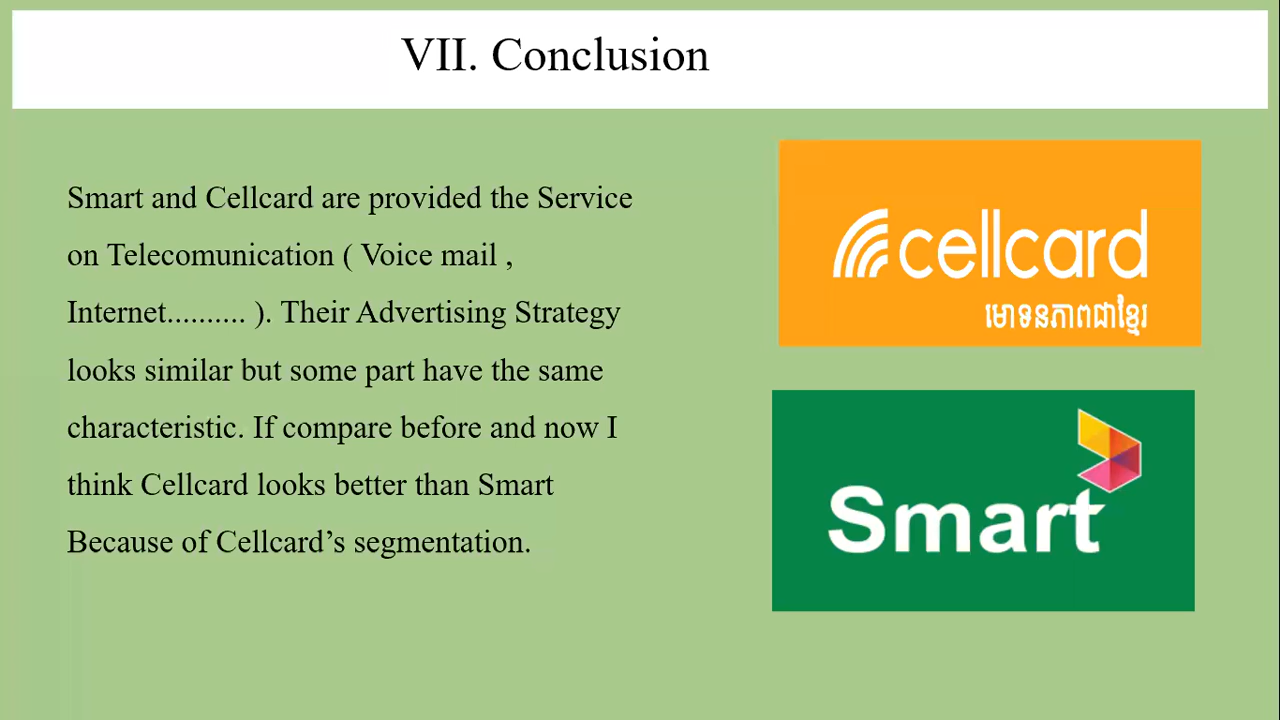 VII. Conclusion
Smart and Cellcard are provided the Service
on Telecomunication ( Voice mail ,
Internet.......... ). Their Advertising Strategy
looks similar but some part have the same
characteristic. If compare before and now I
think Cellcard looks better than Smart
Because of Cellcard’s segmentation.
cellcard
មោទនភាពជាខ្មែរ
Smart